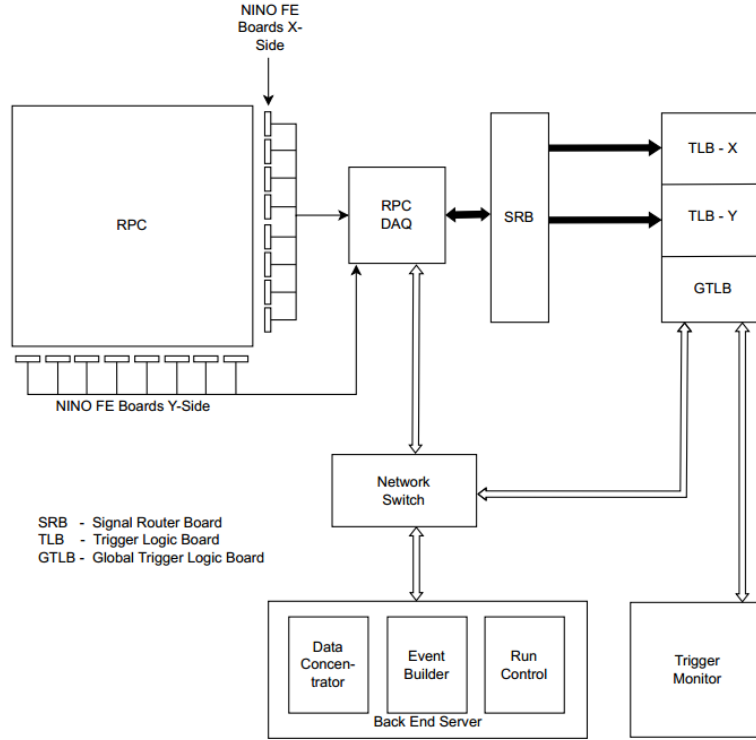 NINO FE
Boards X-
Side
RPC
RPC
DAQ
SRB
TLB - X
TLB - Y
GTLB
NINO FE Boards Y-Side
Network
Switch
SRB - Signal Router Board
TLB - Trigger Logic Board
GTLB - Global Trigger Logic Board
Data
Concen-
trator
Event
Builder
Run
Control
Back End Server
Trigger
Monitor